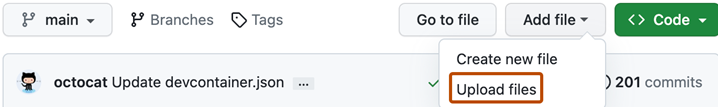 main Branches Tags Go to file Add file Code
Create new file
octocat Update devcontainer.json ... 201 commits
Upload files